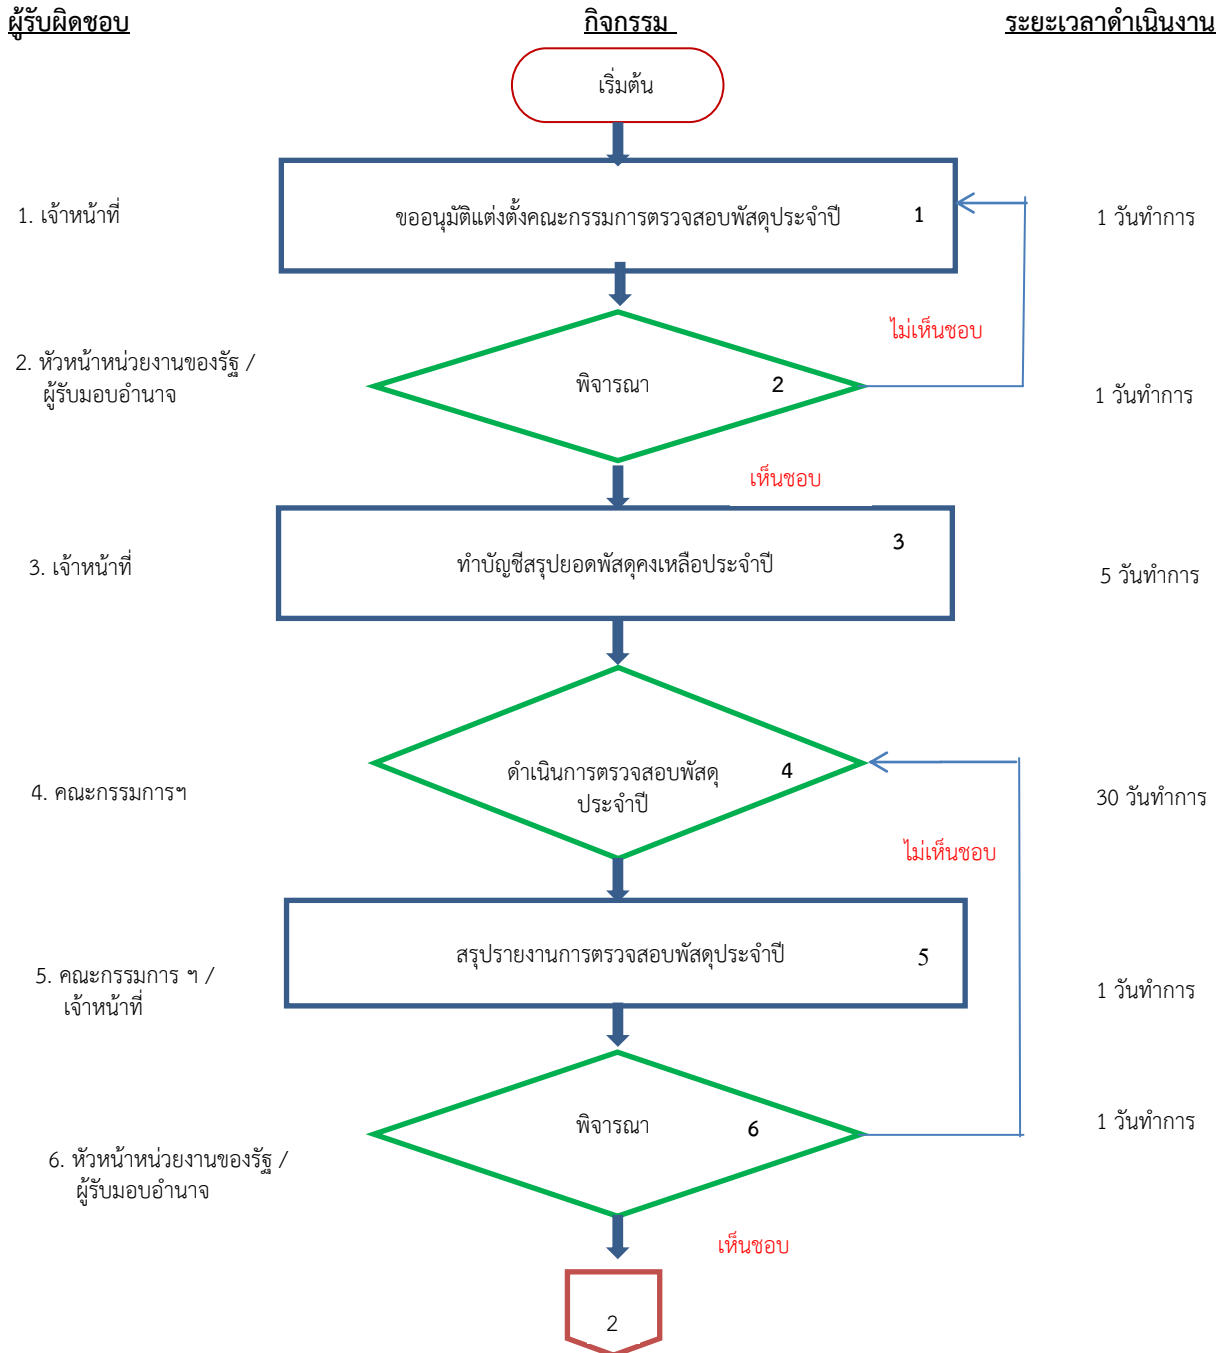 ผู้รับผิดชอบ กิจกรรม ระยะเวลาดำเนินงาน
เริ่มต้น
1. เจ้าหน้าที่ ขออนุมัติแต่งตั้งคณะกรรมการตรวจสอบพัสดุประจำปี 1 1 วันทำการ
ไม่เห็นชอบ
2. หัวหน้าหน่วยงานของรัฐ /
ผู้รับมอบอำนาจ
พิจารณา 2
1 วันทำการ
เห็นชอบ
3. เจ้าหน้าที่ ทำบัญชีสรุปยอดพัสดุคงเหลือประจำปี 3 5 วันทำการ
4. คณะกรรมการฯ
ดำเนินการตรวจสอบพัสดุ 4
ประจำปี
30 วันทำการ
ไม่เห็นชอบ
สรุปรายงานการตรวจสอบพัสดุประจำปี 5
5. คณะกรรมการ ฯ /
เจ้าหน้าที่
1 วันทำการ
พิจารณา 6
1 วันทำการ
6. หัวหน้าหน่วยงานของรัฐ /
ผู้รับมอบอำนาจ
เห็นชอบ
2